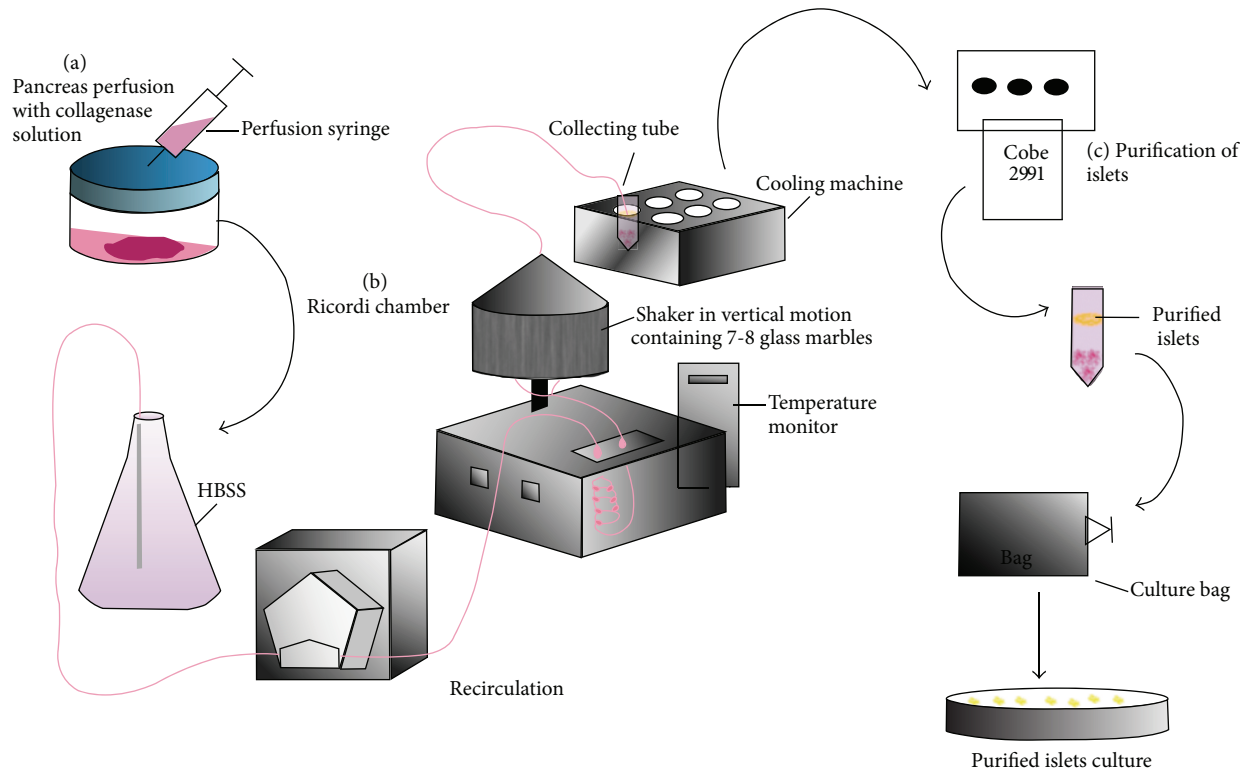 (a)
Pancreas perfusion
with collagenase
solution
Perfusion syringe
Collecting tube
Cooling machine
Cobe
2991
(c) Purification of
islets
(b)
Ricordi chamber
Shaker in vertical motion
containing 7-8 glass marbles
Purified
islets
Temperature
monitor
HBSS
Bag
Culture bag
Recirculation
Purified islets culture